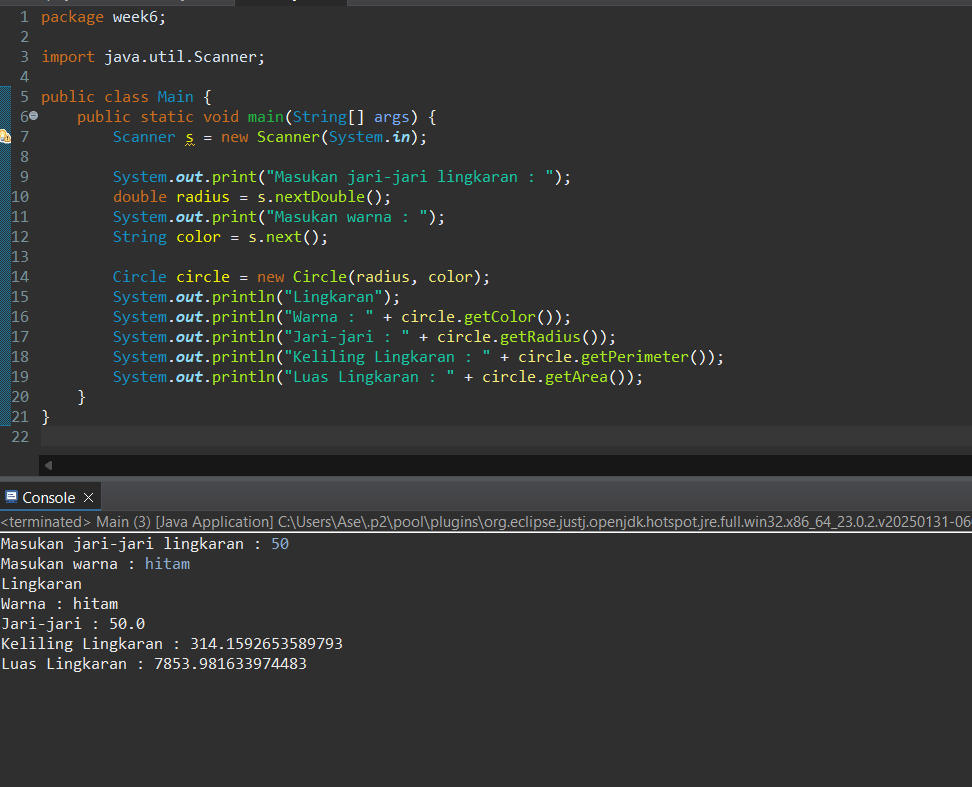 1 package week6;
2
3 import java.util.Scanner;
4
5 public class Main {
6 public static void main(String[] args) {
7 Scanner s = new Scanner(System.in);
8
9 System.out.print("Masukan jari-jari lingkaran : ");
10 double radius = s.nextDouble();
11 System.out.print("Masukan warna : ");
12 String color = s.next();
13
14 Circle circle = new Circle(radius, color);
15 System.out.println("Lingkaran");
16 System.out.println("Warna : " + circle.getColor());
17 System.out.println("Jari-jari : " + circle.getRadius());
18 System.out.println("Keliling Lingkaran : " + circle.getPerimeter());
19 System.out.println("Luas Lingkaran : " + circle.getArea());
20 }
21 }
22
Console
<terminated> Main (3) [Java Application] C:\Users\Ase\.p2\pool\plugins\org.eclipse.justj.openjdk.hotspot.jre.full.win32.x86_64_23.0.2.v20250131-06
Masukan jari-jari lingkaran : 50
Masukan warna : hitam
Lingkaran
Warna : hitam
Jari-jari : 50.0
Keliling Lingkaran : 314.1592653589793
Luas Lingkaran : 7853.981633974483